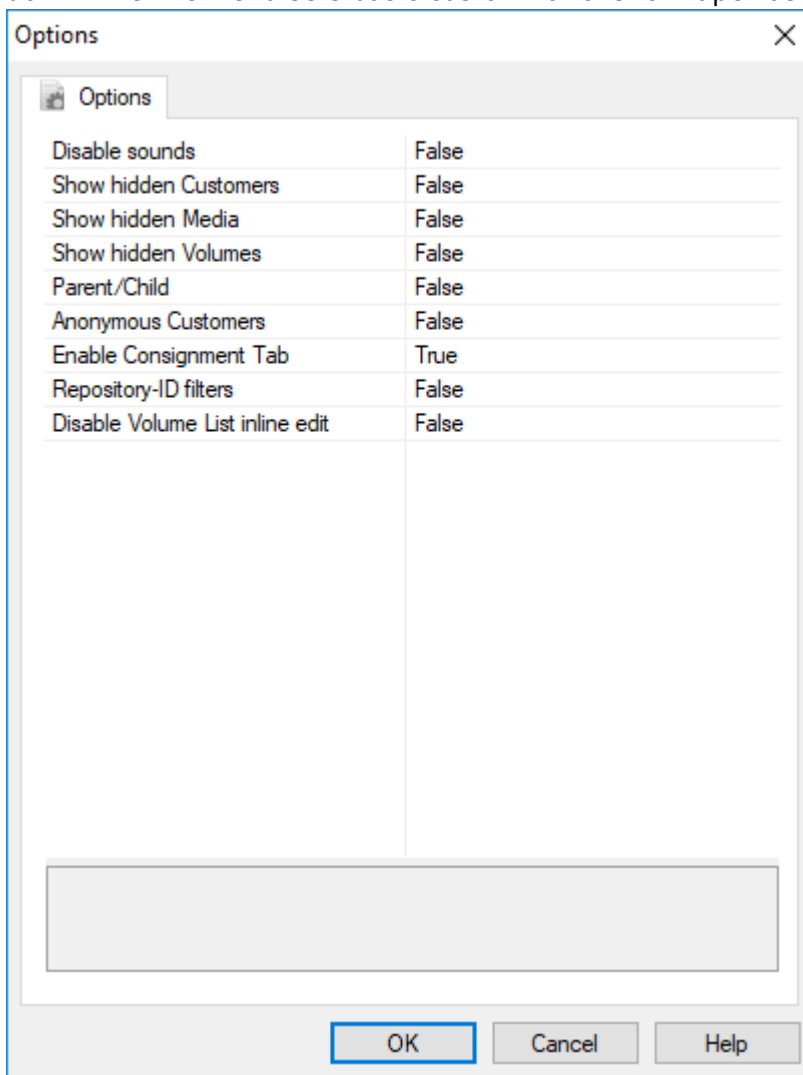 Options
Options
Disable sounds False
Show hidden Customers False
Show hidden Media False
Show hidden Volumes False
Parent/Child False
Anonymous Customers False
Enable Consignment Tab True
Repository-ID filters False
Disable Volume List inline edit False
OK Cancel Help